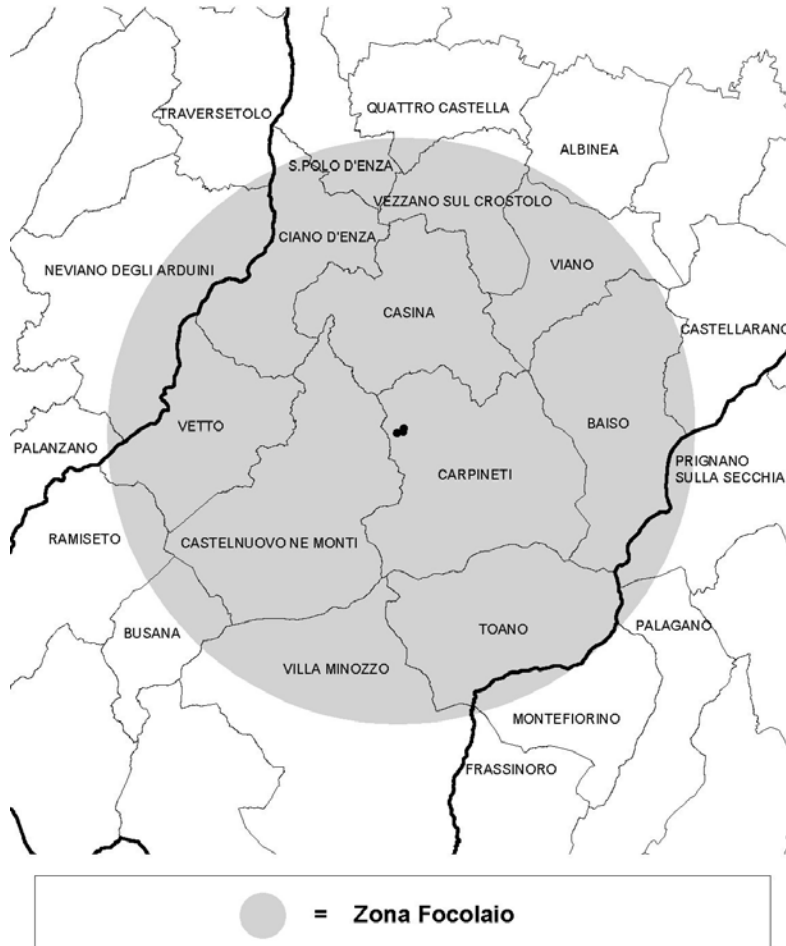 TRAVERSETOLO
QUATTRO CASTELLA
ALBINEA
S.POLO D'ENZA
VEZZANO SUL CROSTOLO
CIANO D'ENZA
VIANO
NEVIANO DEGLI ARDUINI
CASINA
CASTELLARANO
VETTO
BAISO
PALANZANO
CARPINETI
PRIGNANO
SULLA SECCHIA
RAMISETO
CASTELNUOVO NE MONTI
BUSANA
TOANO
PALAGANO
VILLA MINOZZO
MONTEFIORINO
FRASSINORO
= Zona Focolaio